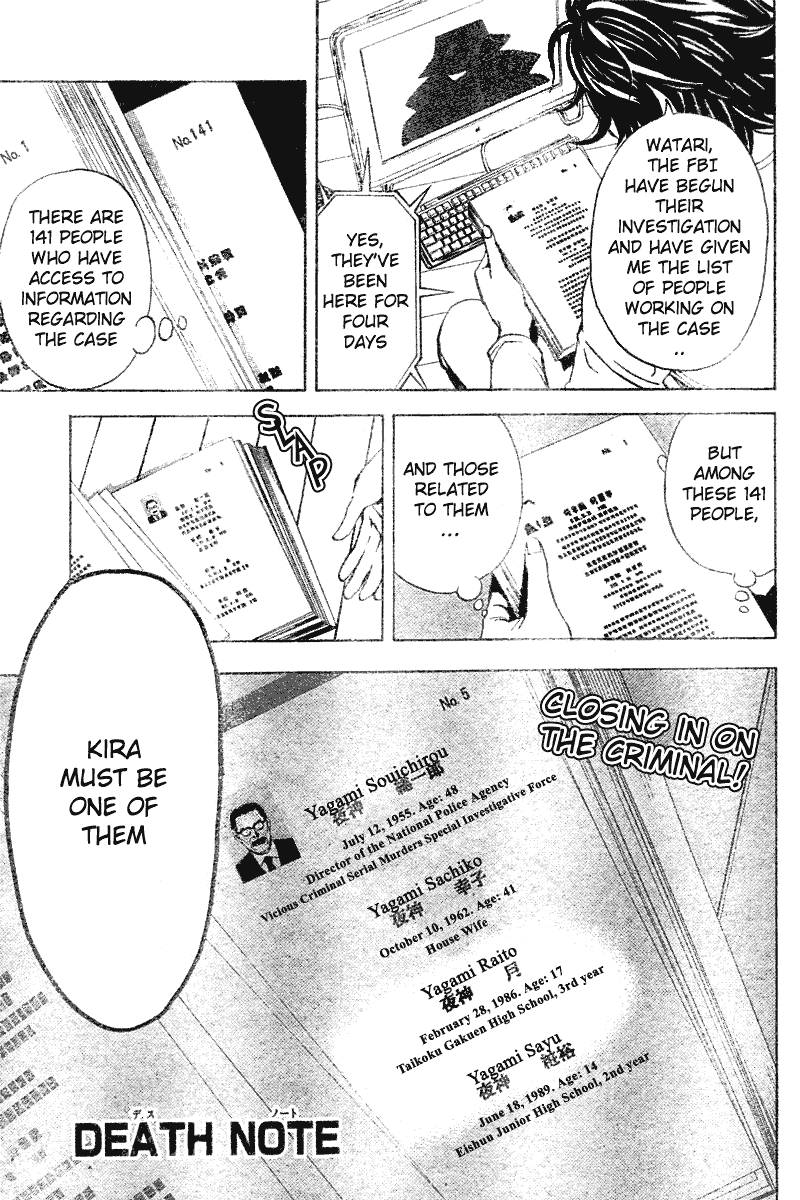 WATARI,
THE FBI
HAVE BEGUN
THEIR
INVESTIGATION
AND HAVE GIVEN
ME THE LIST
OF PEOPLE
WORKING ON
THE CASE
..
YES,
THEY'VE
BEEN
HERE FOR
FOUR
DAYS
No.1
No.141
THERE ARE
141 PEOPLE
WHO HAVE
ACCESS TO
INFORMATION
REGARDING
THE CASE
No. 1
BUT
AMONG
THESE 141
PEOPLE,
AND THOSE
RELATED
TO THEM
...
SLAP
No. 1
KIRA
MUST BE
ONE OF
THEM
CLOSING IN ON
THE CRIMINAL!
No. 5
Yagami Souichirou
夜神 総一郎
July 12, 1955. Age: 48
Director of the National Police Agency
Vicious Criminal Serial Murders Special Investigative Force
Yagami Sachiko
夜神 幸子
October 10, 1962. Age: 41
House Wife
Yagami Raito
夜神 月
February 28, 1986. Age: 17
Taikoku Gakuen High School, 3rd year
Yagami Sayu
夜神 粧裕
June 18, 1989. Age: 14
Eishuu Junior High School, 2nd year
デス ノート
DEATH NOTE